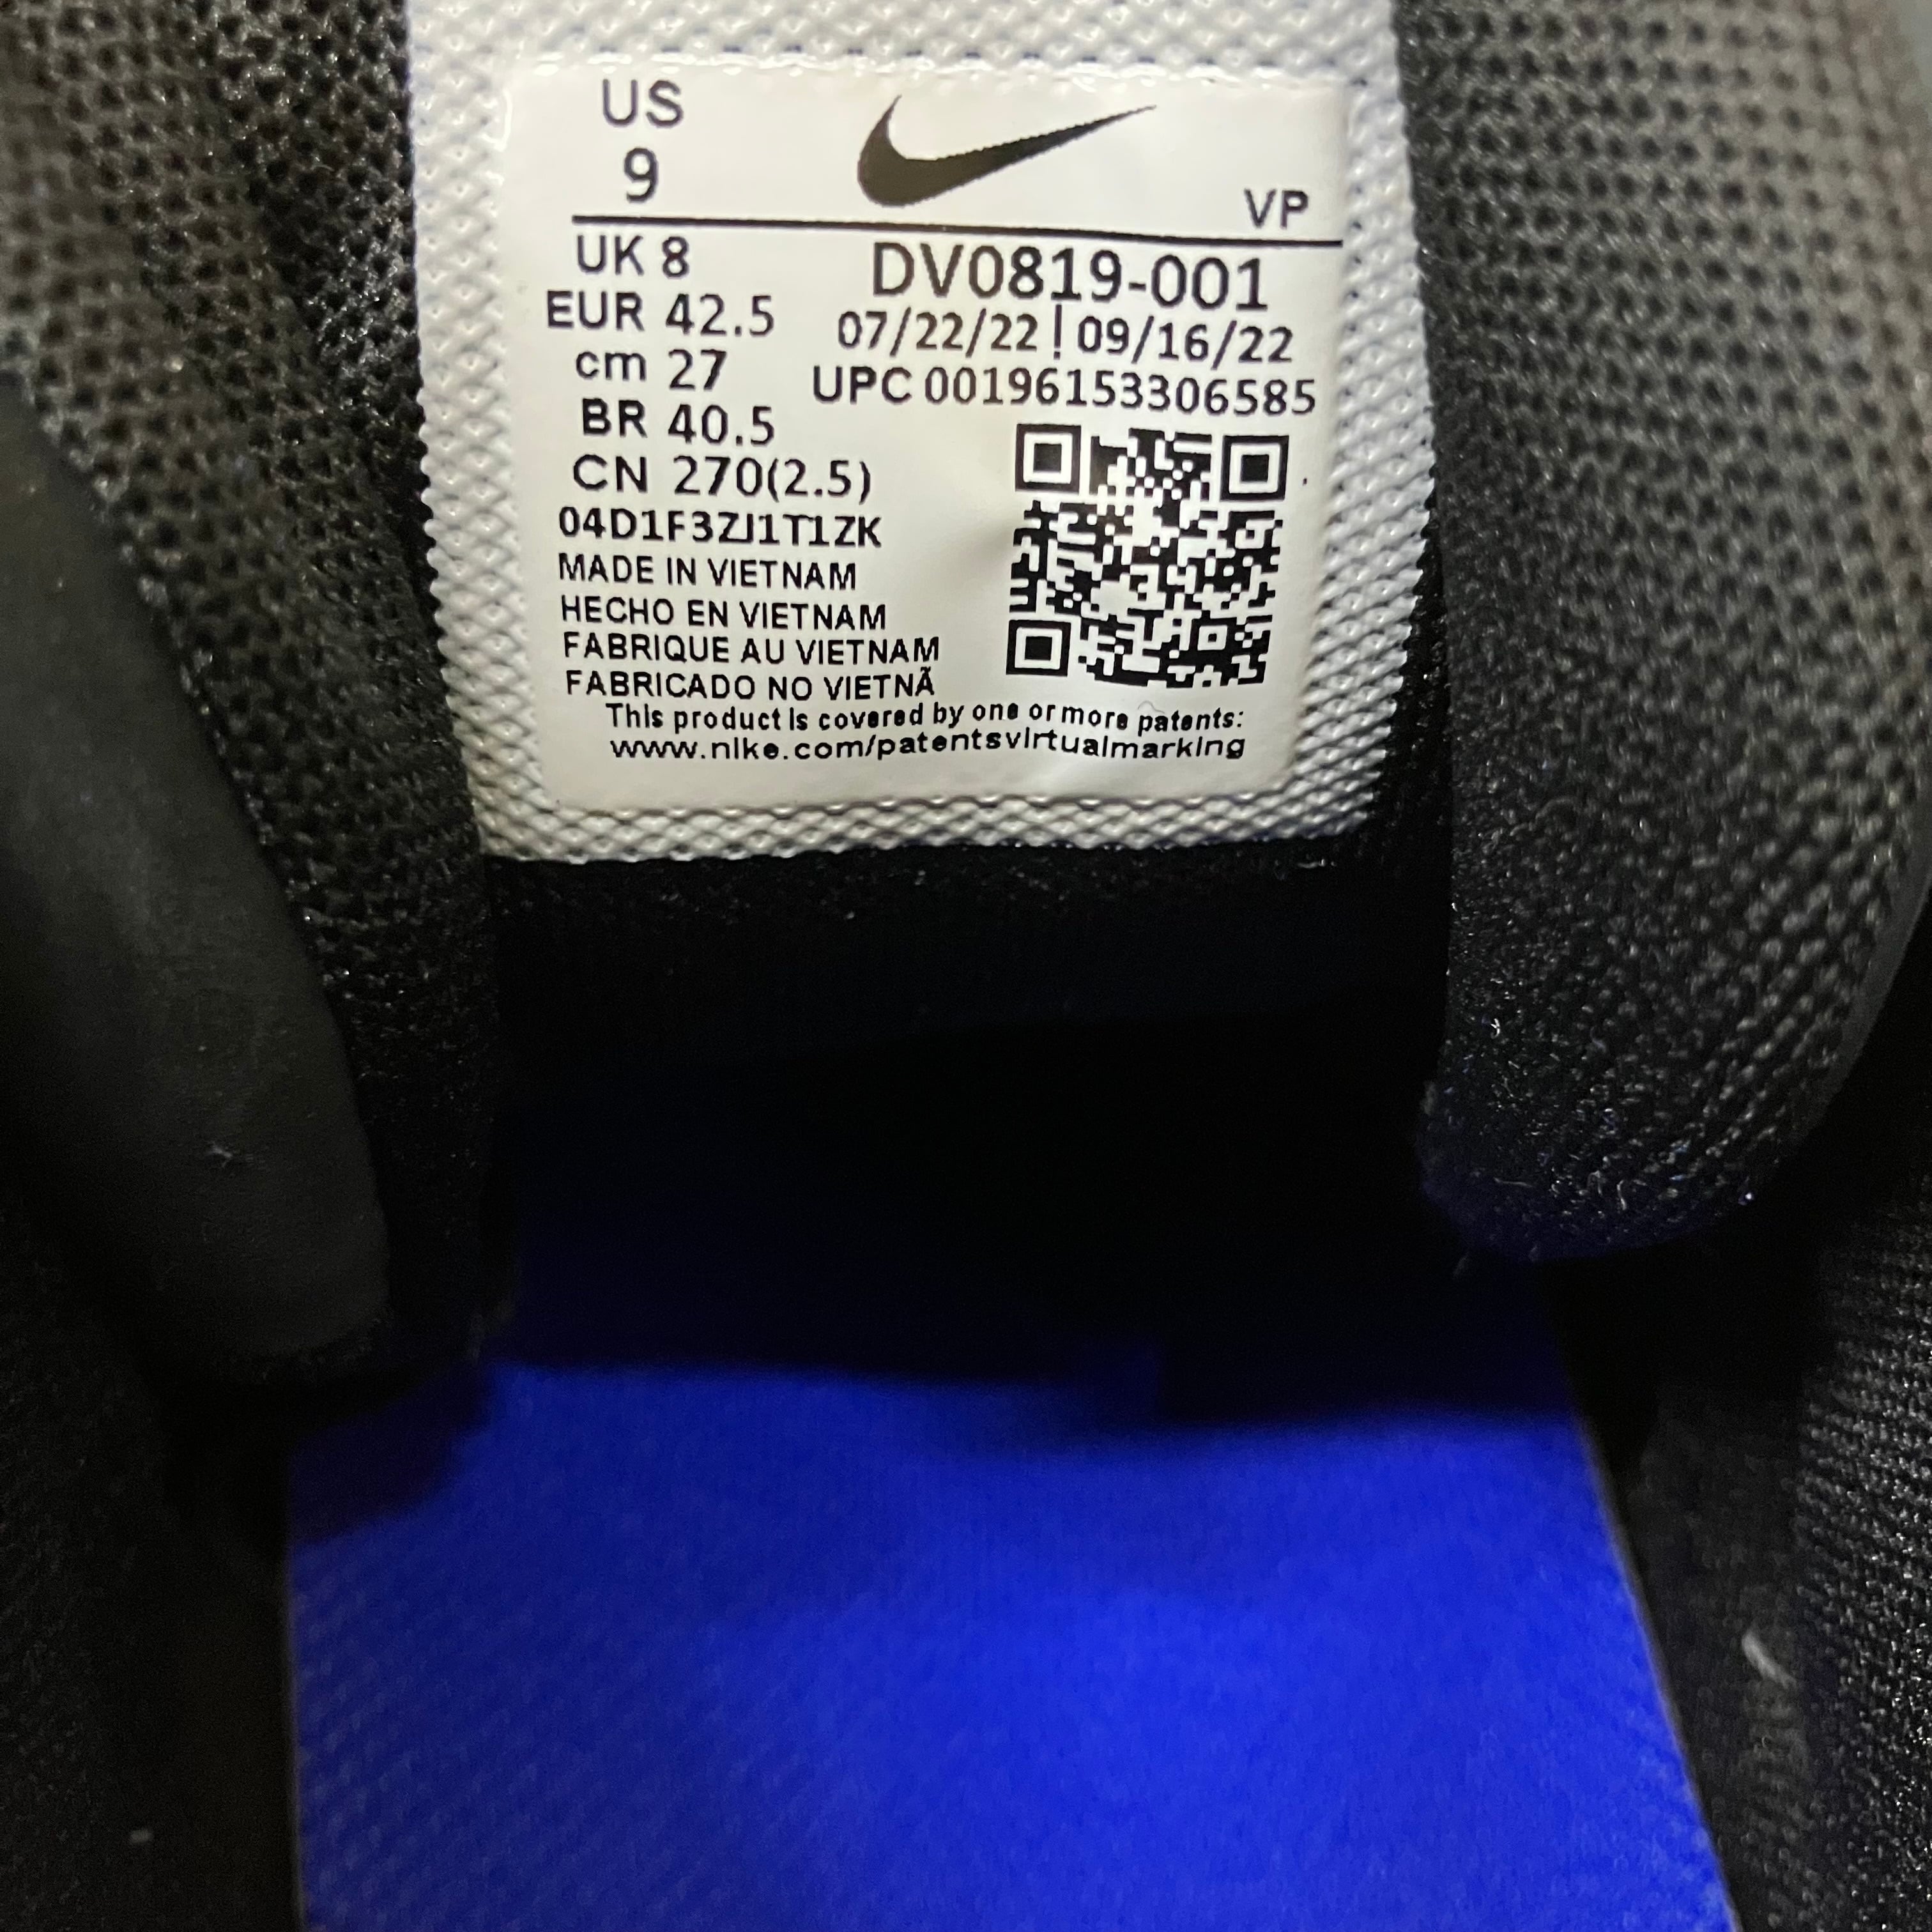 US
9
VP
UK 8
EUR 42.5
cm 27
BR 40.5
CN 270(2.5)
DV0819-001
07/22/22 | 09/16/22
UPC 00196153306585
04D1F3ZJ1T1ZK
MADE IN VIETNAM
HECHO EN VIETNAM
FABRIQUE AU VIETNAM
FABRICADO NO VIETNÃ
This product is covered by one or more patents:
www.nike.com/patentsvirtualmarking